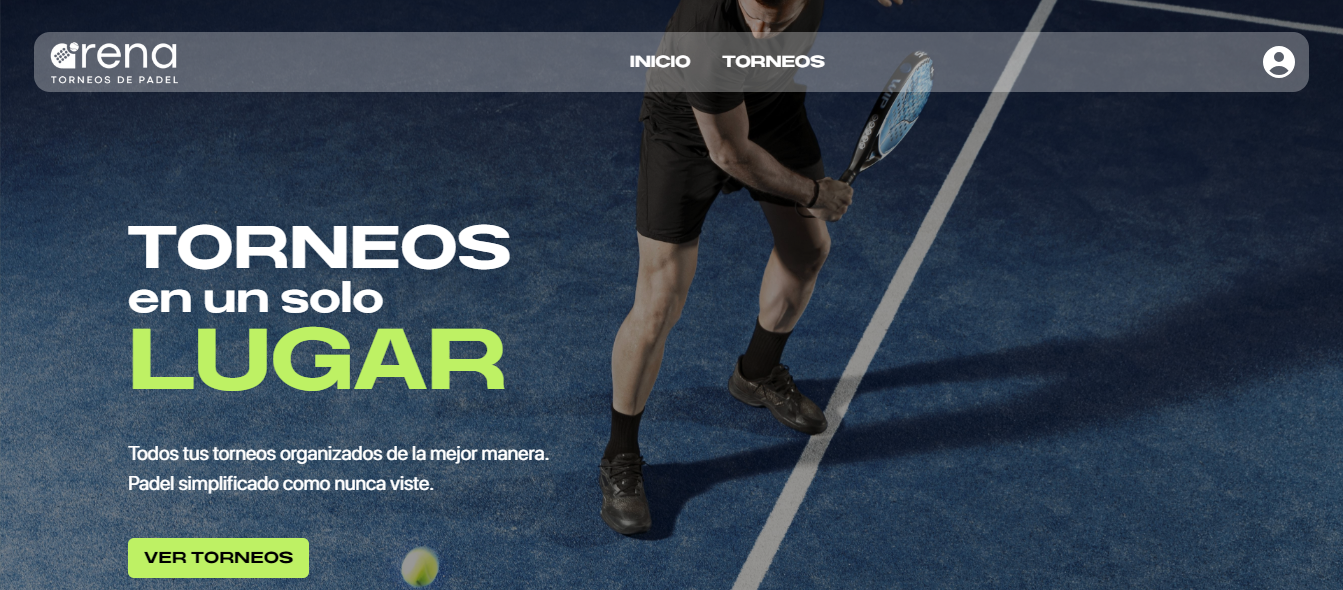 arena
TORNEOS DE PADEL
INICIO
TORNEOS
TORNEOS
en un solo
LUGAR
Todos tus torneos organizados de la mejor manera.
Padel simplificado como nunca viste.
VER TORNEOS